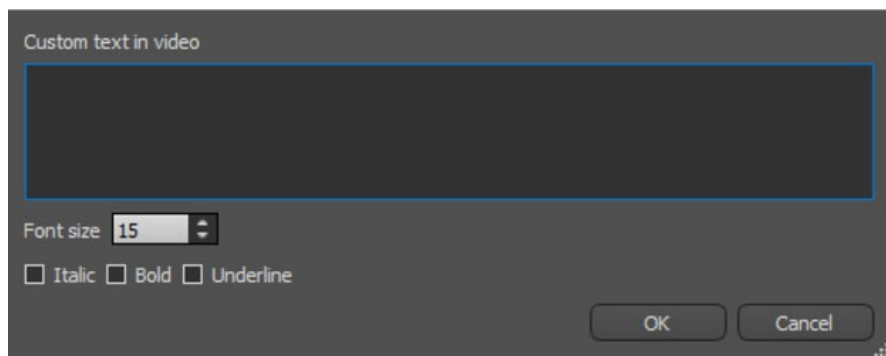 Custom text in video
Font size 15
Italic Bold Underline
OK Cancel